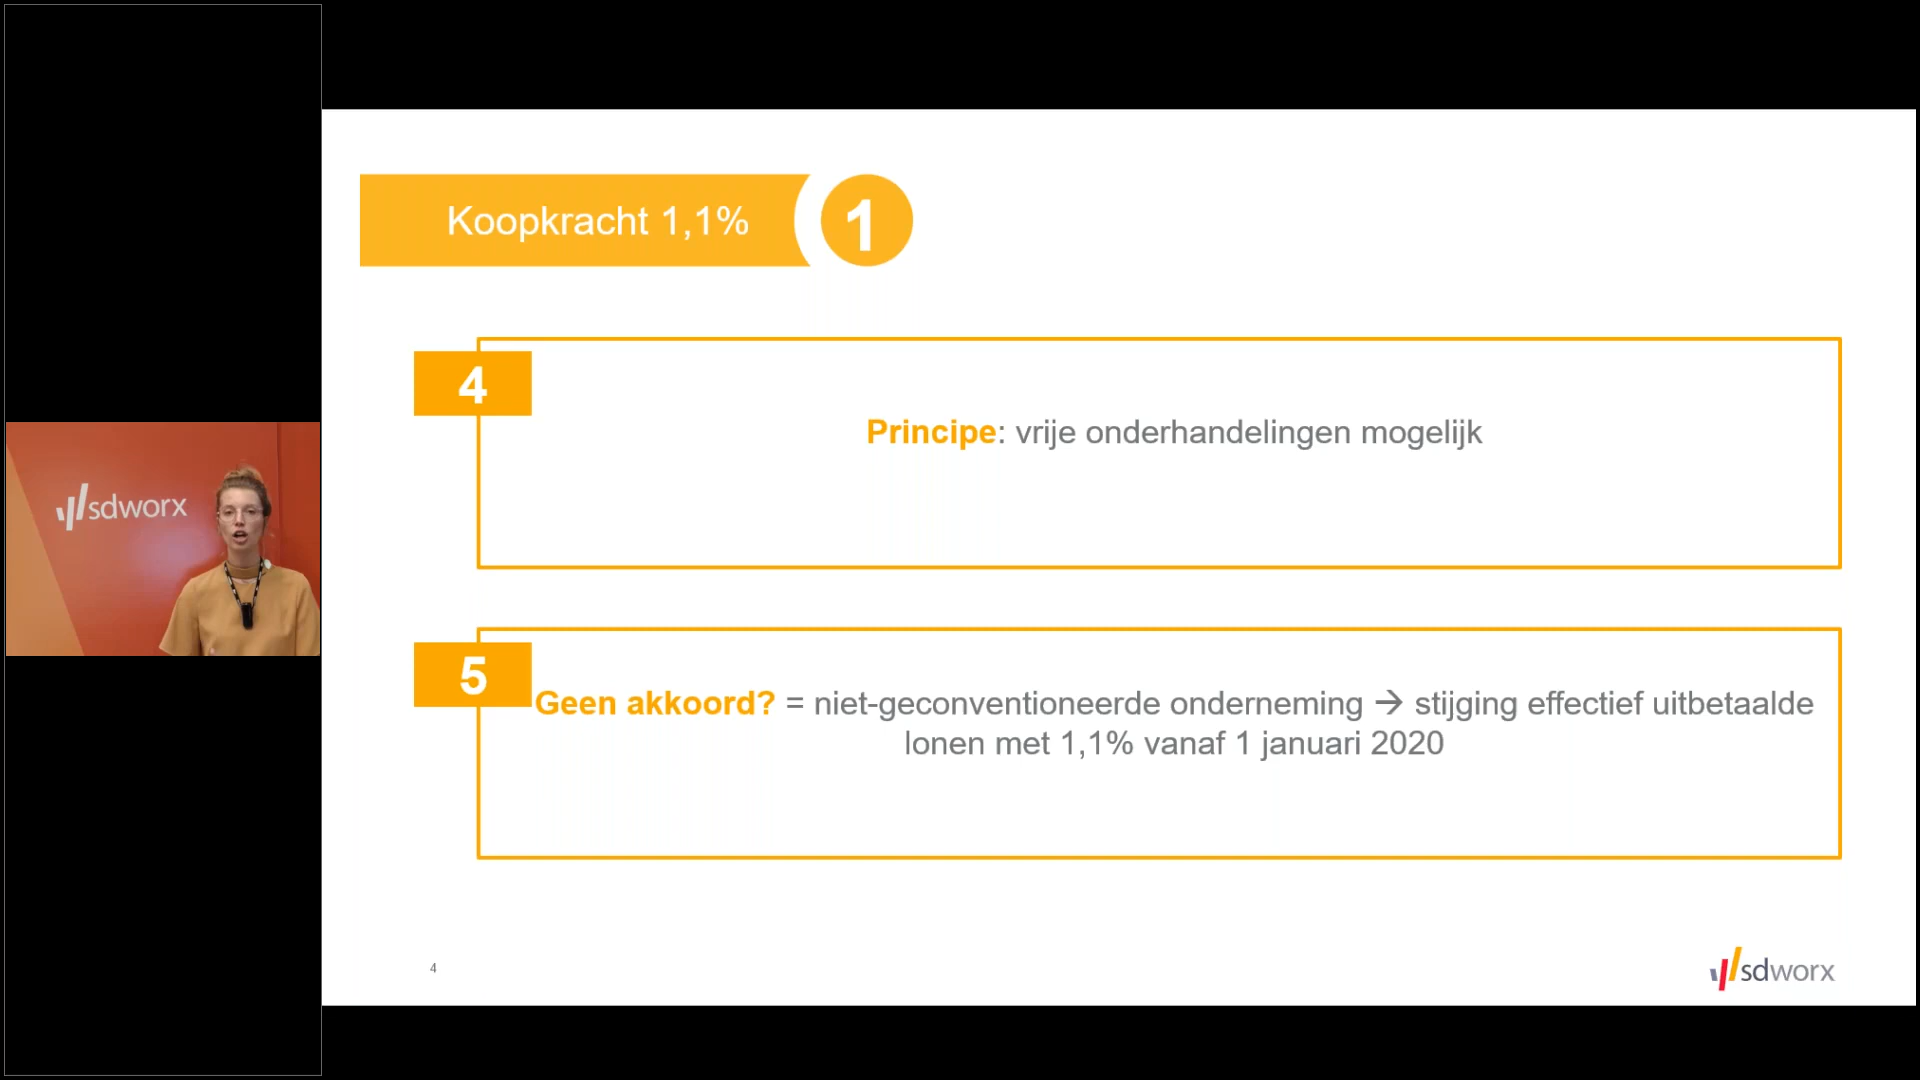 Koopkracht 1,1%
1
4
Principe: vrije onderhandelingen mogelijk
sdworx
5
Geen akkoord? = niet-geconventioneerde onderneming → stijging effectief uitbetaalde
lonen met 1,1% vanaf 1 januari 2020
4
sdworx